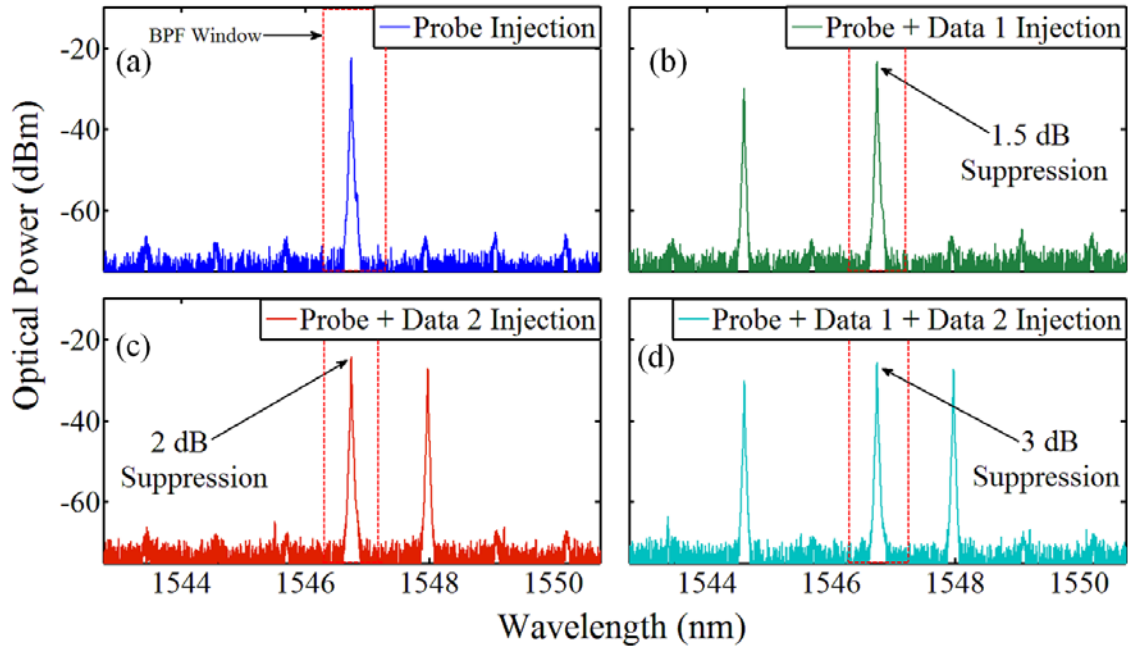 BPF Window
Probe Injection
(a)
Probe + Data 1 Injection
(b)
1.5 dB
Suppression
-20
-40
-60
Probe + Data 2 Injection
(c)
2 dB
Suppression
Probe + Data 1 + Data 2 Injection
(d)
3 dB
Suppression
-20
-40
-60
1544 1546 1548 1550
1544 1546 1548 1550
Optical Power (dBm)
Wavelength (nm)